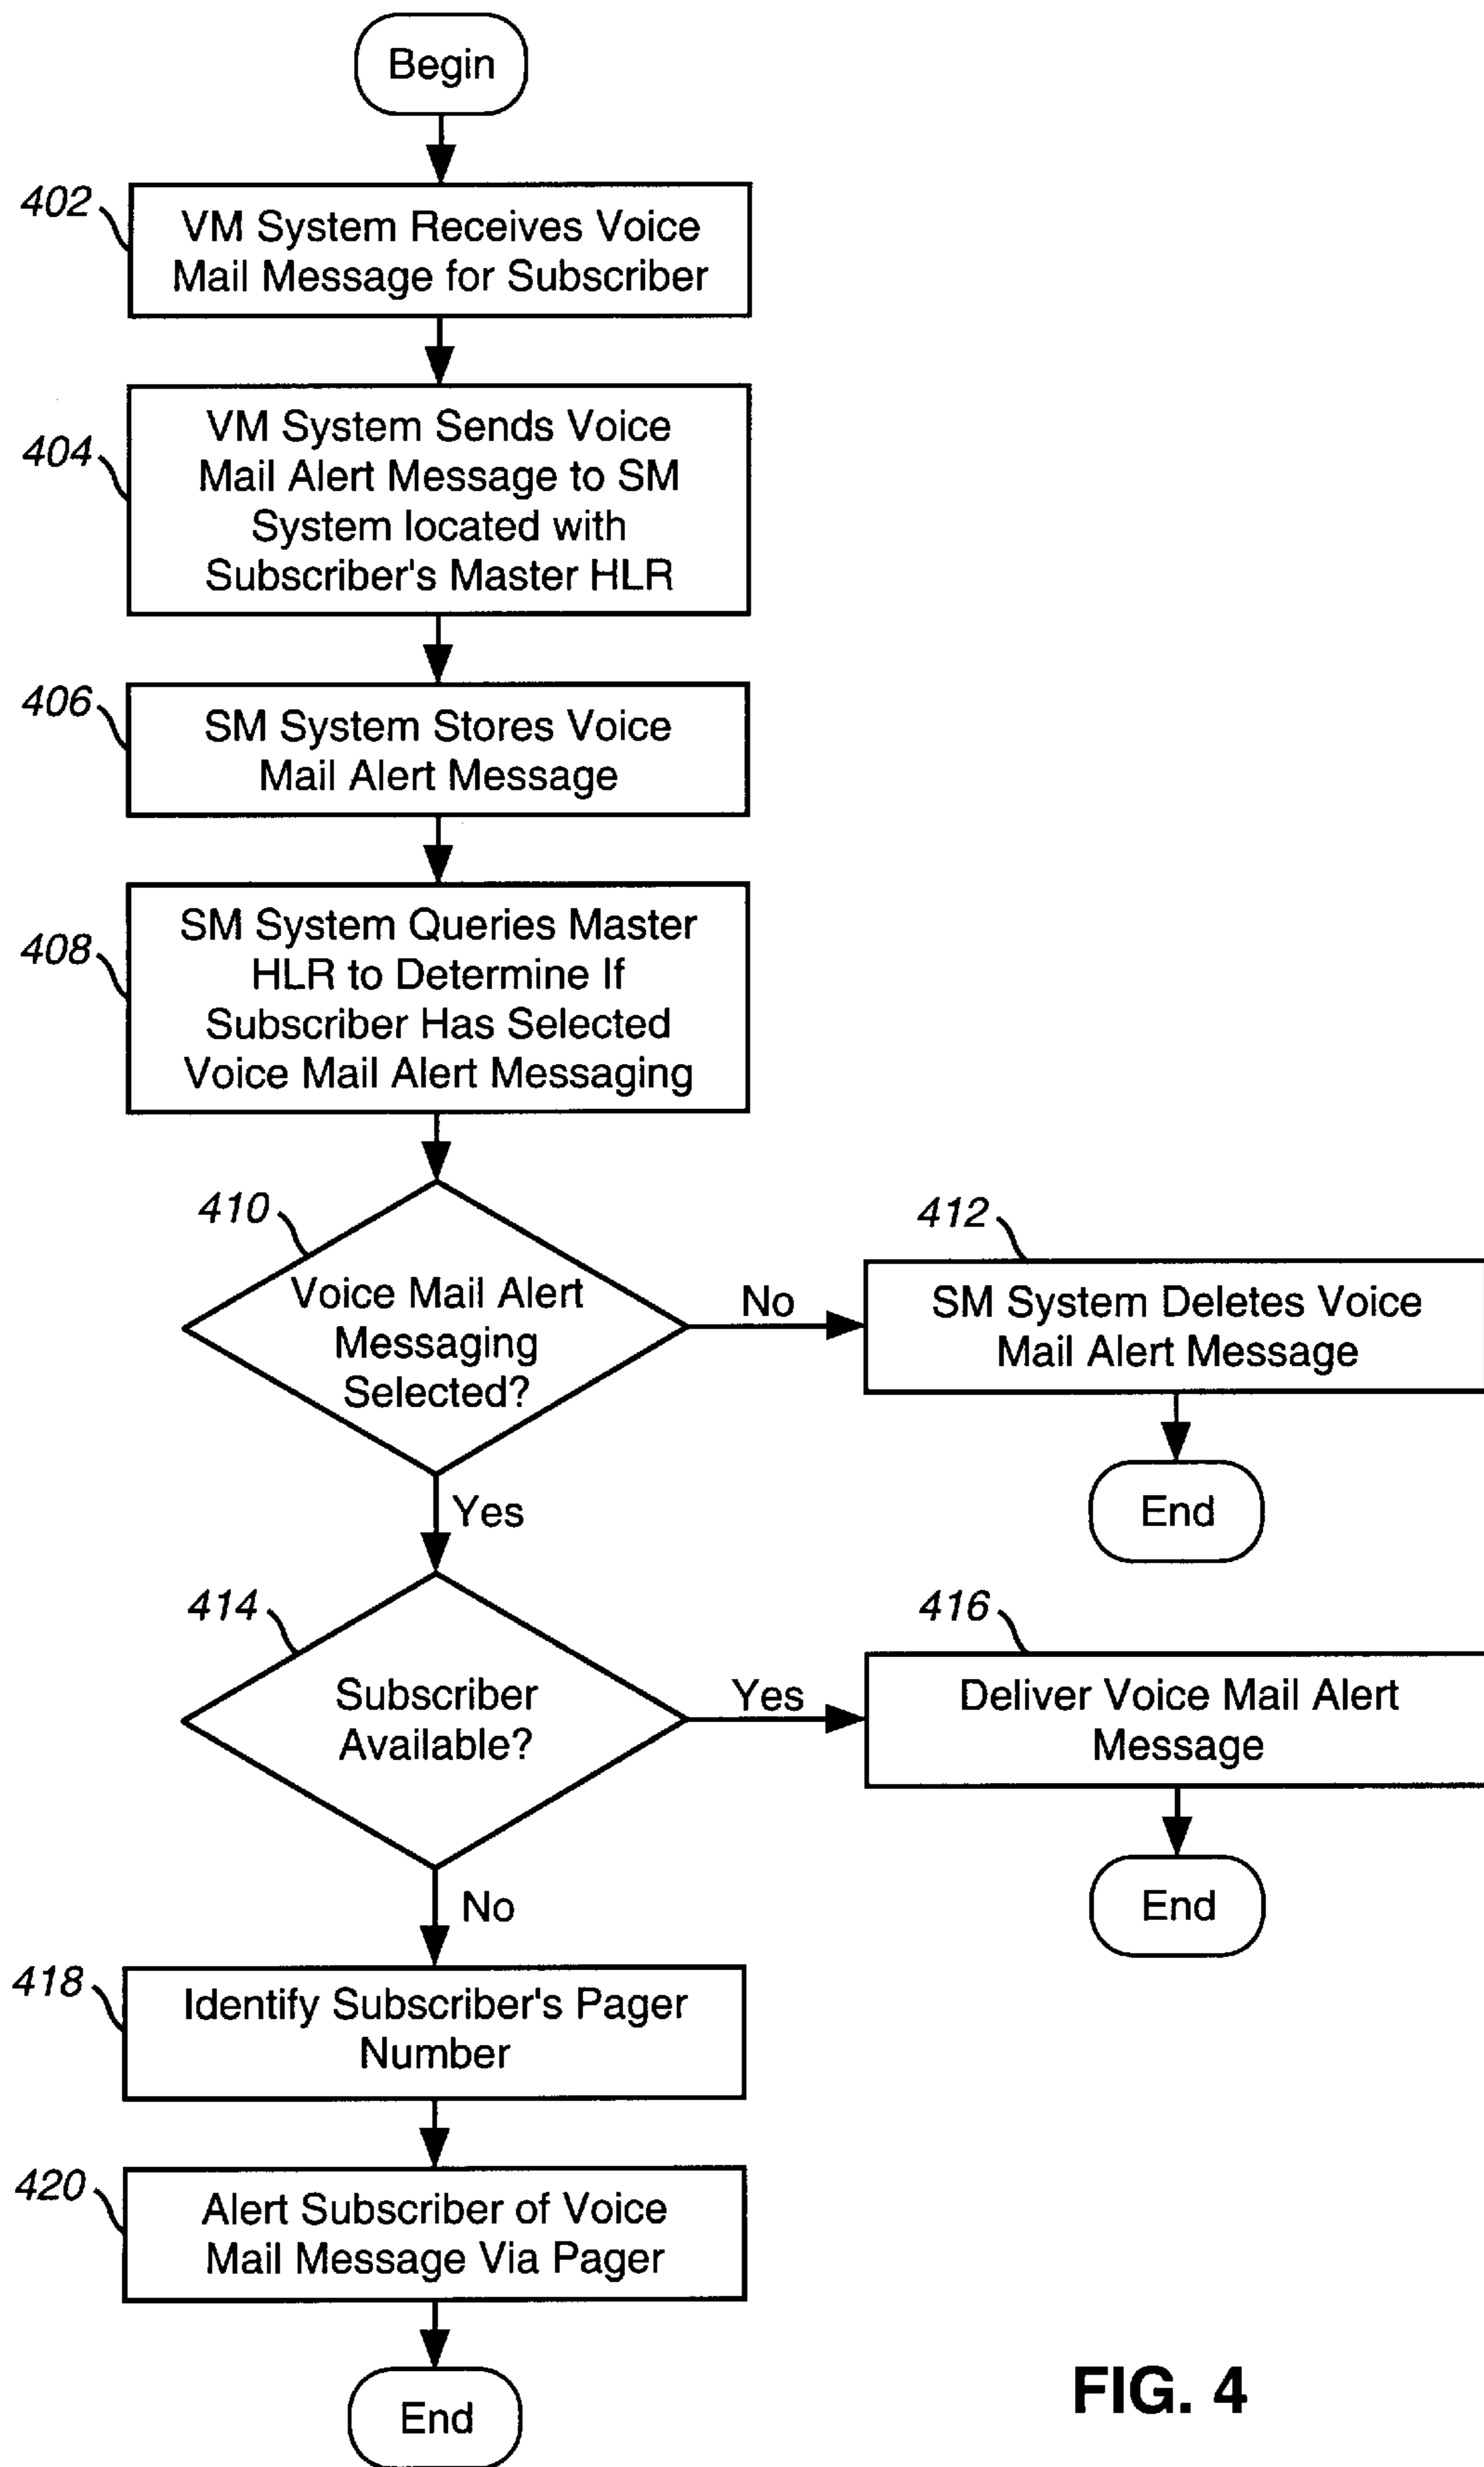 Begin
402
VM System Receives Voice
Mail Message for Subscriber
404
VM System Sends Voice
Mail Alert Message to SM
System located with
Subscriber's Master HLR
406
SM System Stores Voice
Mail Alert Message
408
SM System Queries Master
HLR to Determine If
Subscriber Has Selected
Voice Mail Alert Messaging
410
Voice Mail Alert
Messaging
Selected?
No
412
SM System Deletes Voice
Mail Alert Message
End
Yes
414
Subscriber
Available?
Yes
416
Deliver Voice Mail Alert
Message
End
No
418
Identify Subscriber's Pager
Number
420
Alert Subscriber of Voice
Mail Message Via Pager
End
FIG. 4